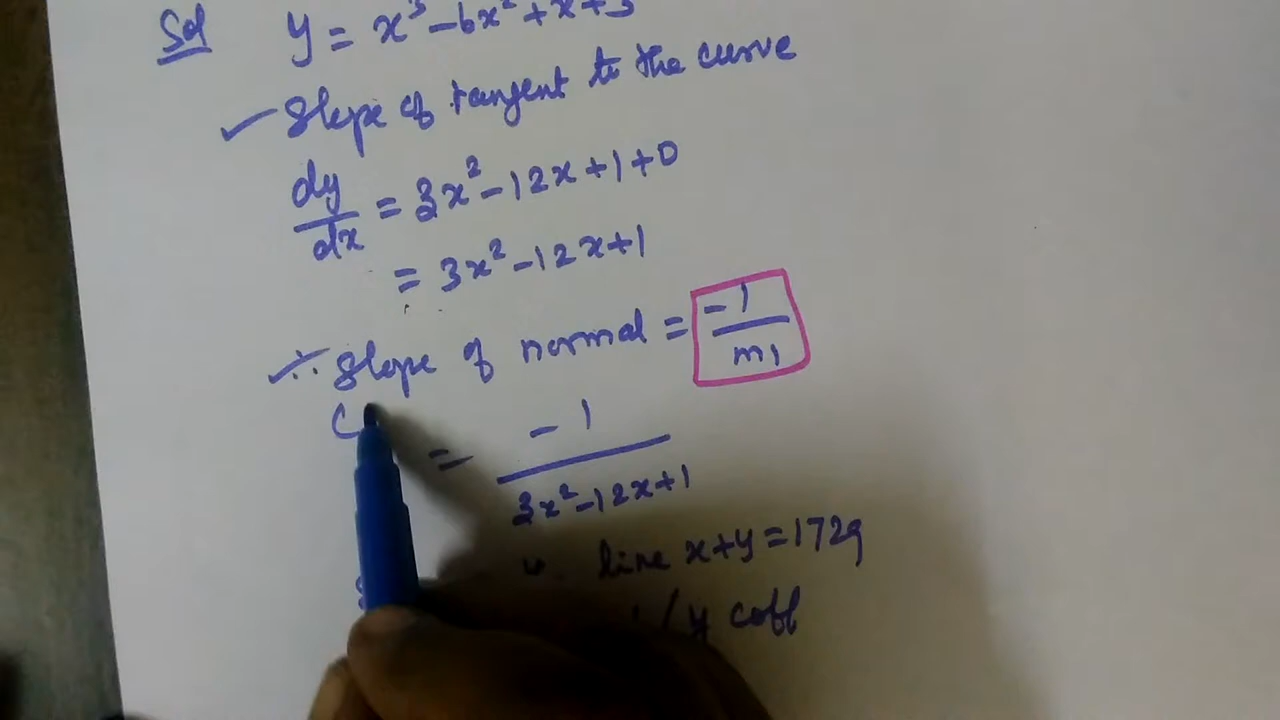 Sol y = x³ - 6x² + x + 3
✓ Slope of tangent to the curve
dy/dx = 3x² - 12x + 1 + 0
= 3x² - 12x + 1
∴ Slope of normal = -1/m₁
= -1/(3x² - 12x + 1)
line x+y=1729
/ y coff